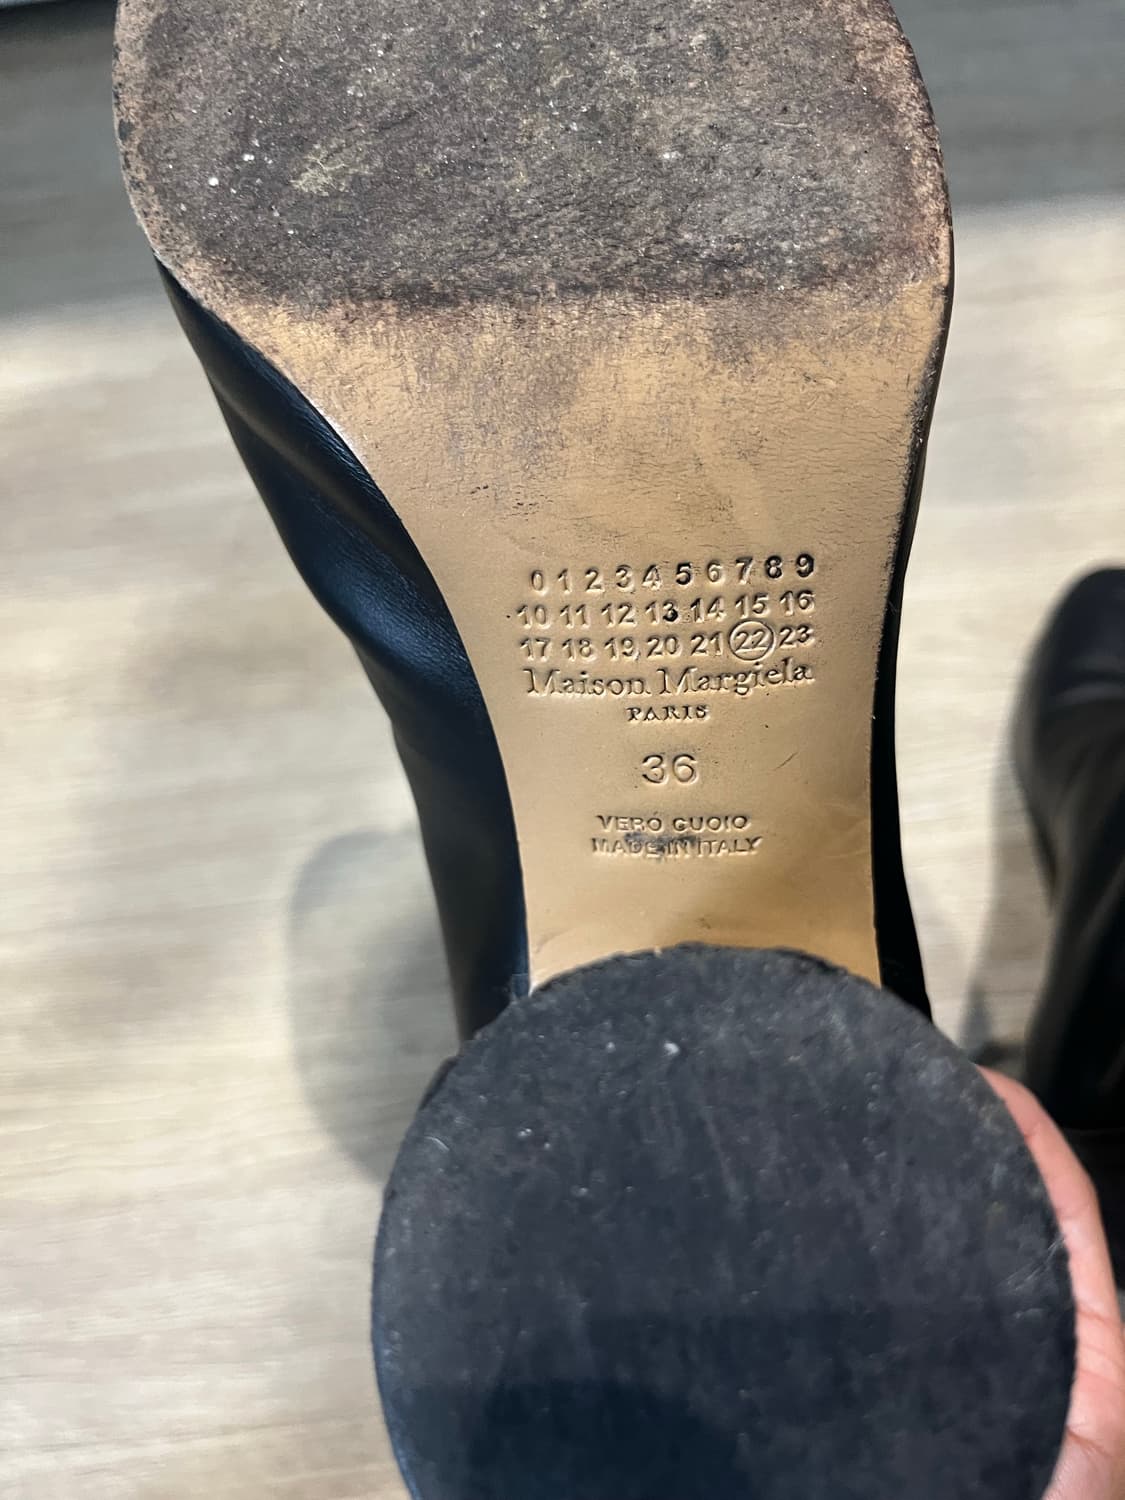 0 1 2 3 4 5 6 7 8 9
10 11 12 13 14 15 16
17 18 19 20 21 22 23
Maison Margiela
PARIS
36
VERO CUOIO
MADE IN ITALY